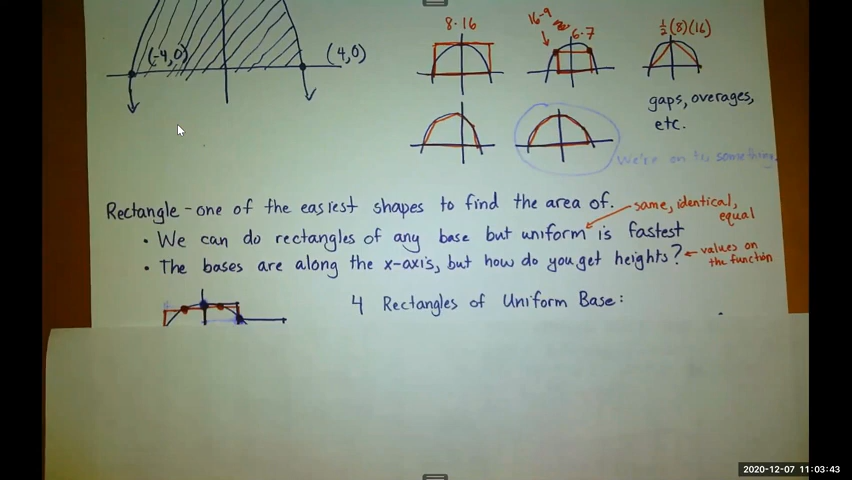 8·16
16-9
6·7
½(8)(16)
(-4,0)
(4,0)
gaps, overages,
etc.
We're on to something
Rectangle - one of the easiest shapes to find the area of.
same, identical,
equal
• We can do rectangles of any base but uniform is fastest
• The bases are along the x-axis, but how do you get heights?
values on
the function
4 Rectangles of Uniform Base:
2020-12-07 11:03:43